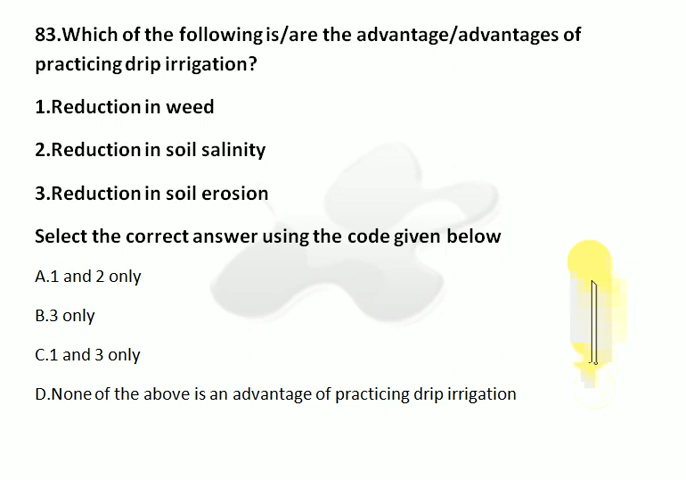 83.Which of the following is/are the advantage/advantages of
practicing drip irrigation?
1.Reduction in weed
2.Reduction in soil salinity
3.Reduction in soil erosion
Select the correct answer using the code given below
A.1 and 2 only
B.3 only
C.1 and 3 only
D.None of the above is an advantage of practicing drip irrigation